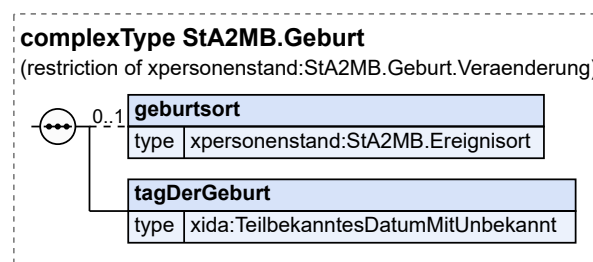 complexType StA2MB.Geburt
(restriction of xpersonenstand:StA2MB.Geburt.Veraenderung)
0..1
geburtsort
type xpersonenstand:StA2MB.Ereignisort
tagDerGeburt
type xida:TeilbekanntesDatumMitUnbekannt